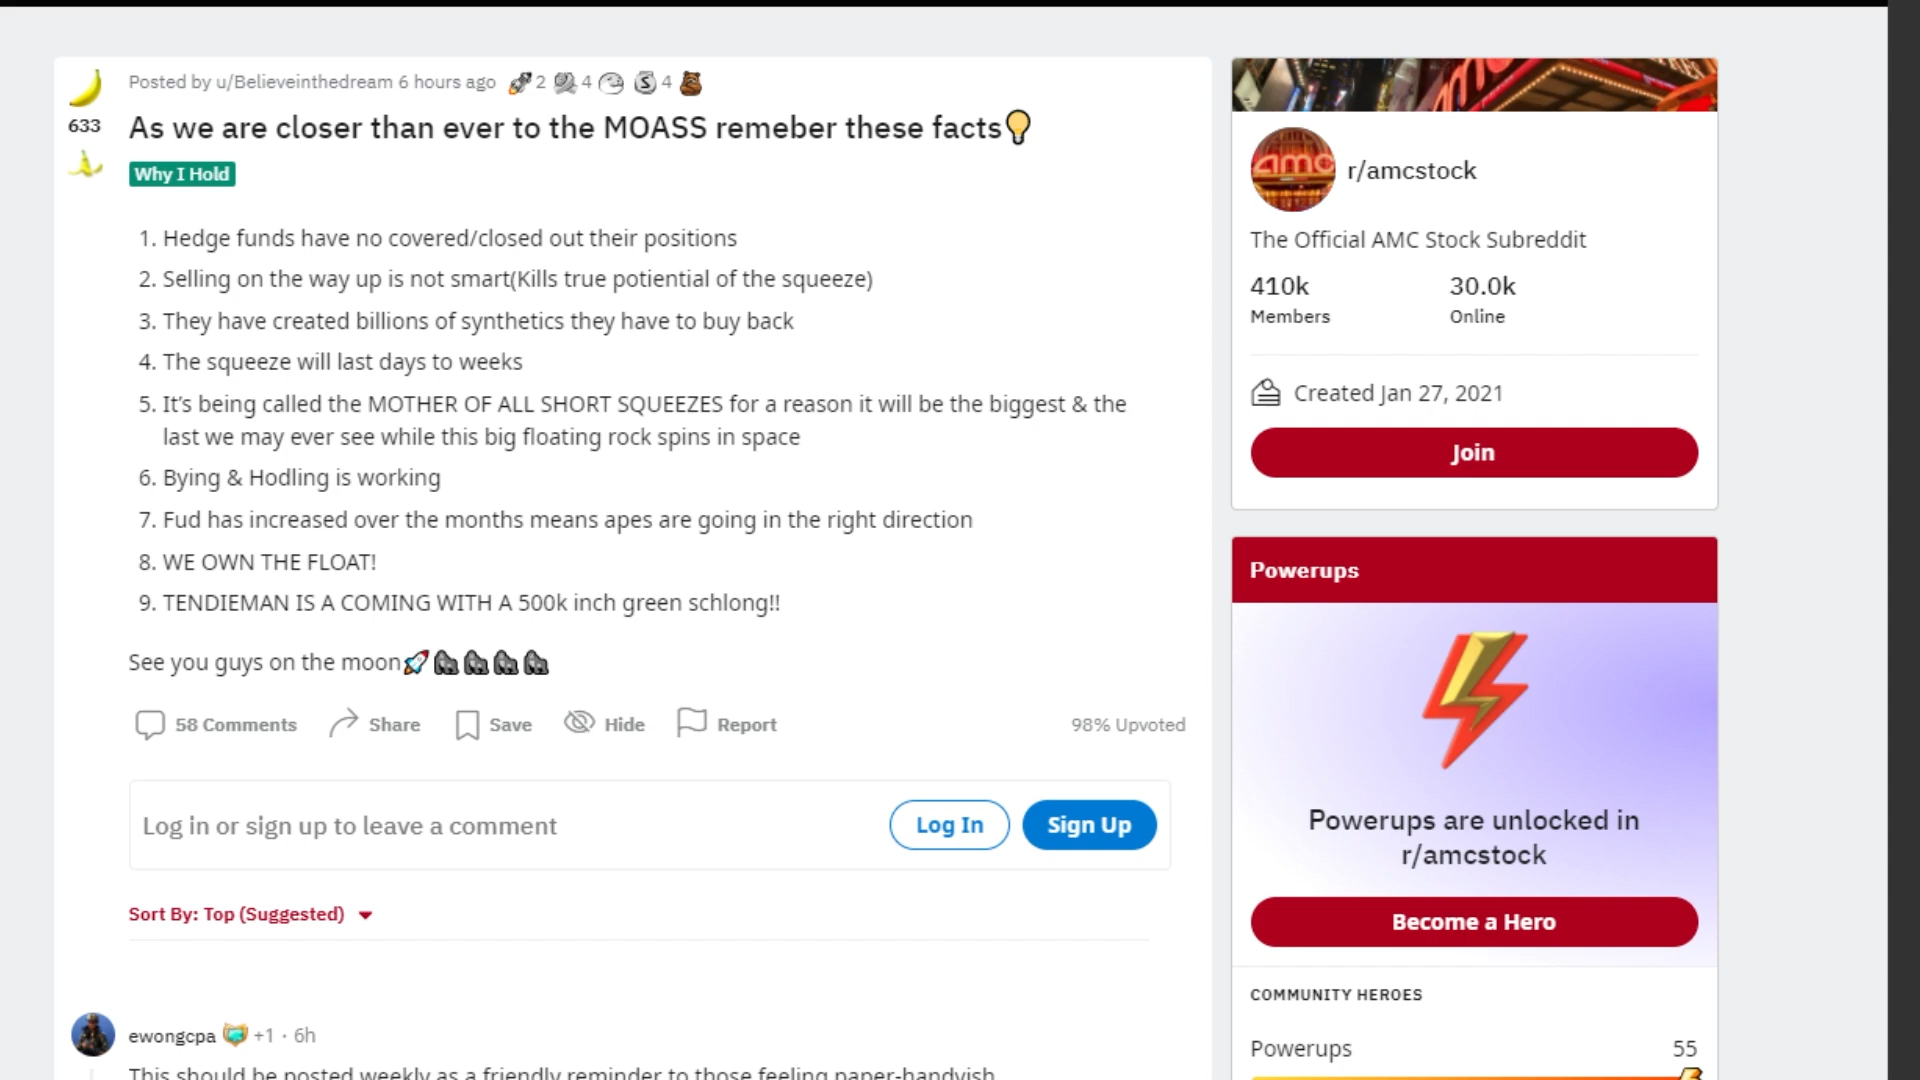 Posted by u/Believeinthedream 6 hours ago 2 4 4
633
As we are closer than ever to the MOASS remeber these facts
Why I Hold
1. Hedge funds have no covered/closed out their positions
2. Selling on the way up is not smart(Kills true potiential of the squeeze)
3. They have created billions of synthetics they have to buy back
4. The squeeze will last days to weeks
5. It's being called the MOTHER OF ALL SHORT SQUEEZES for a reason it will be the biggest & the
last we may ever see while this big floating rock spins in space
6. Bying & Hodling is working
7. Fud has increased over the months means apes are going in the right direction
8. WE OWN THE FLOAT!
9. TENDIEMAN IS A COMING WITH A 500k inch green schlong!!
See you guys on the moon🚀🦍🦍🦍🦍
58 Comments Share Save Hide Report 98% Upvoted
Log in or sign up to leave a comment Log In Sign Up
Sort By: Top (Suggested)
ewongcpa +1 · 6h
This should be posted weekly as a friendly reminder to those feeling paper-handyish
amc
r/amcstock
The Official AMC Stock Subreddit
410k 30.0k
Members Online
Created Jan 27, 2021
Join
Powerups
Powerups are unlocked in
r/amcstock
Become a Hero
COMMUNITY HEROES
Powerups 55